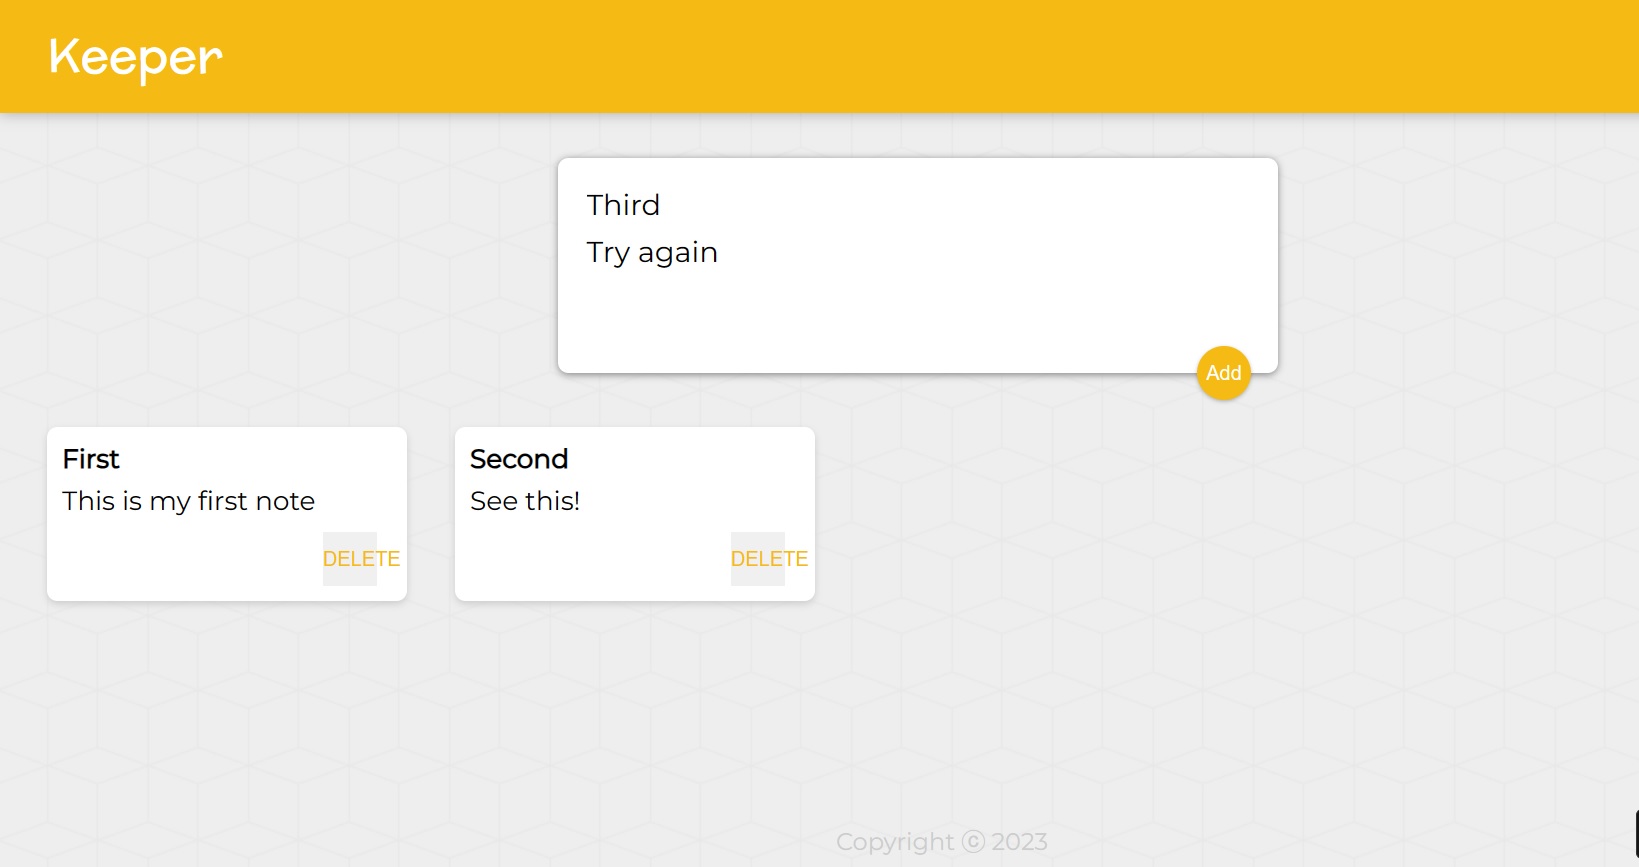 Keeper
Third
Try again
Add
First
This is my first note
DELETE
Second
See this!
DELETE
Copyright ⓒ 2023